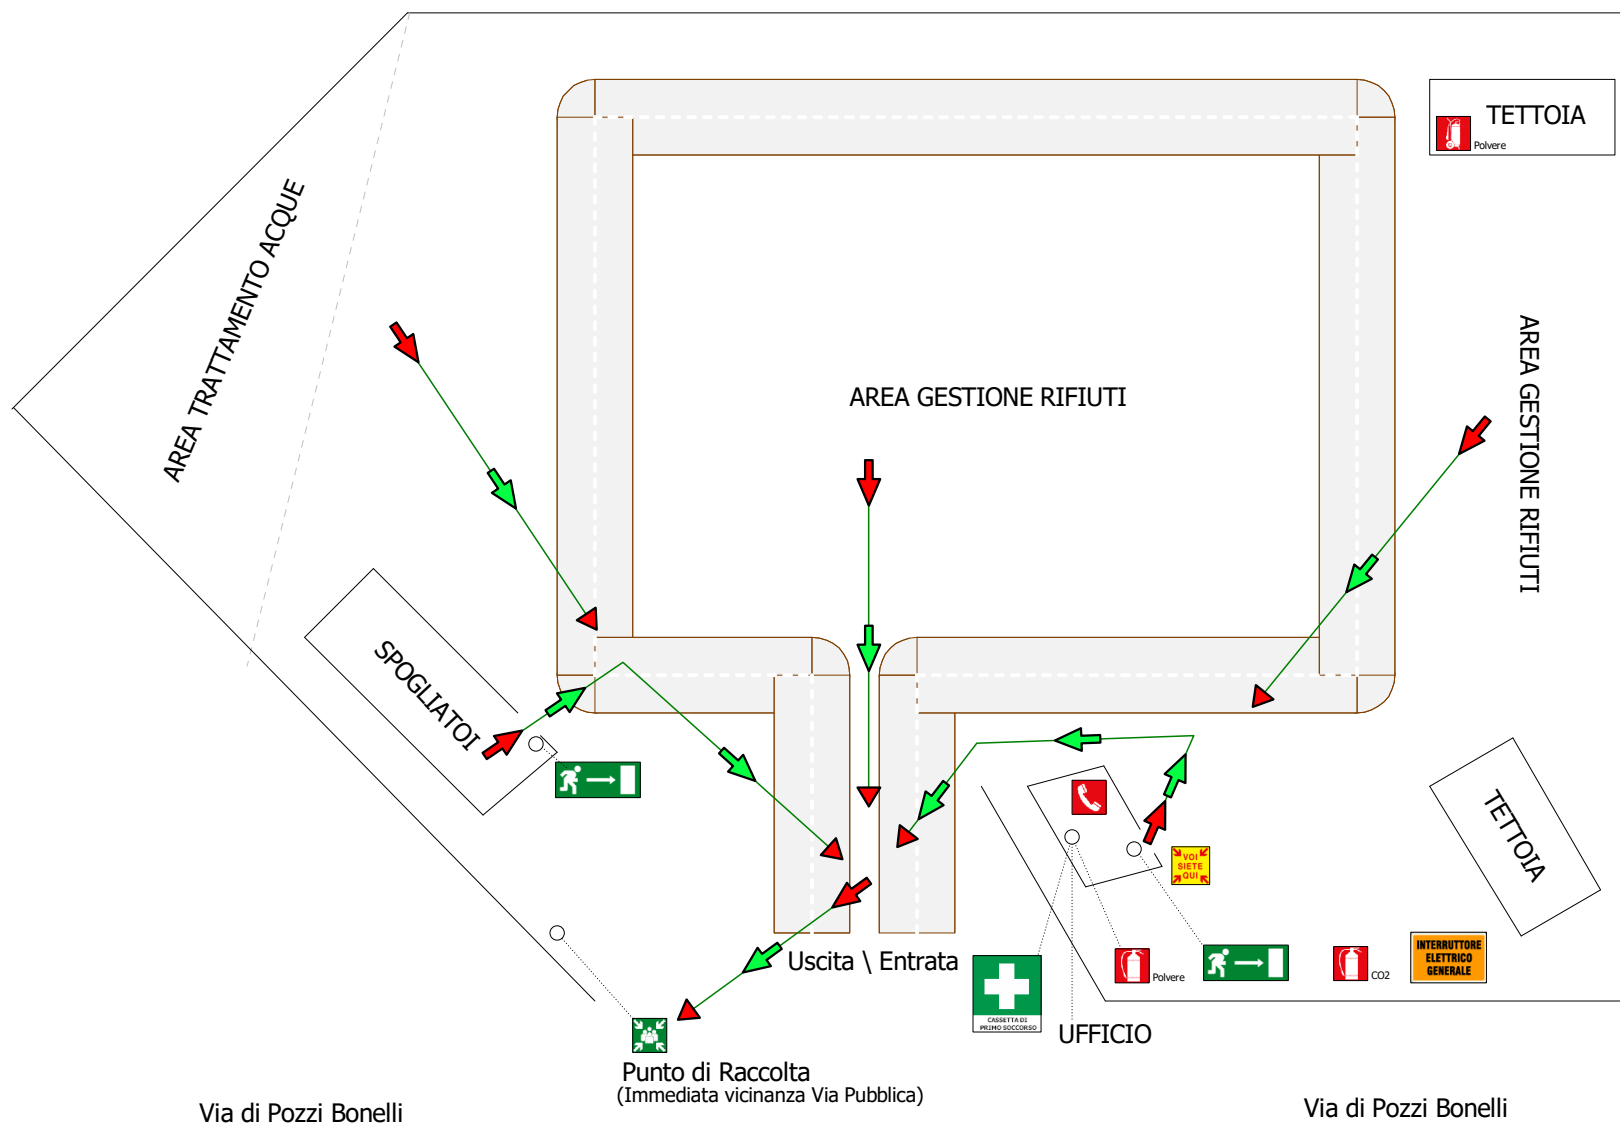 TETTOIA
Polvere
AREA TRATTAMENTO ACQUE
AREA GESTIONE RIFIUTI
AREA GESTIONE RIFIUTI
SPOGLIATOI
TETTOIA
VOI
SIETE
QUI
Uscita \ Entrata
INTERRUTTORE
ELETTRICO
GENERALE
Polvere
CO2
CASSETTA DI
PRIMO SOCCORSO
UFFICIO
Punto di Raccolta
(Immediata vicinanza Via Pubblica)
Via di Pozzi Bonelli
Via di Pozzi Bonelli